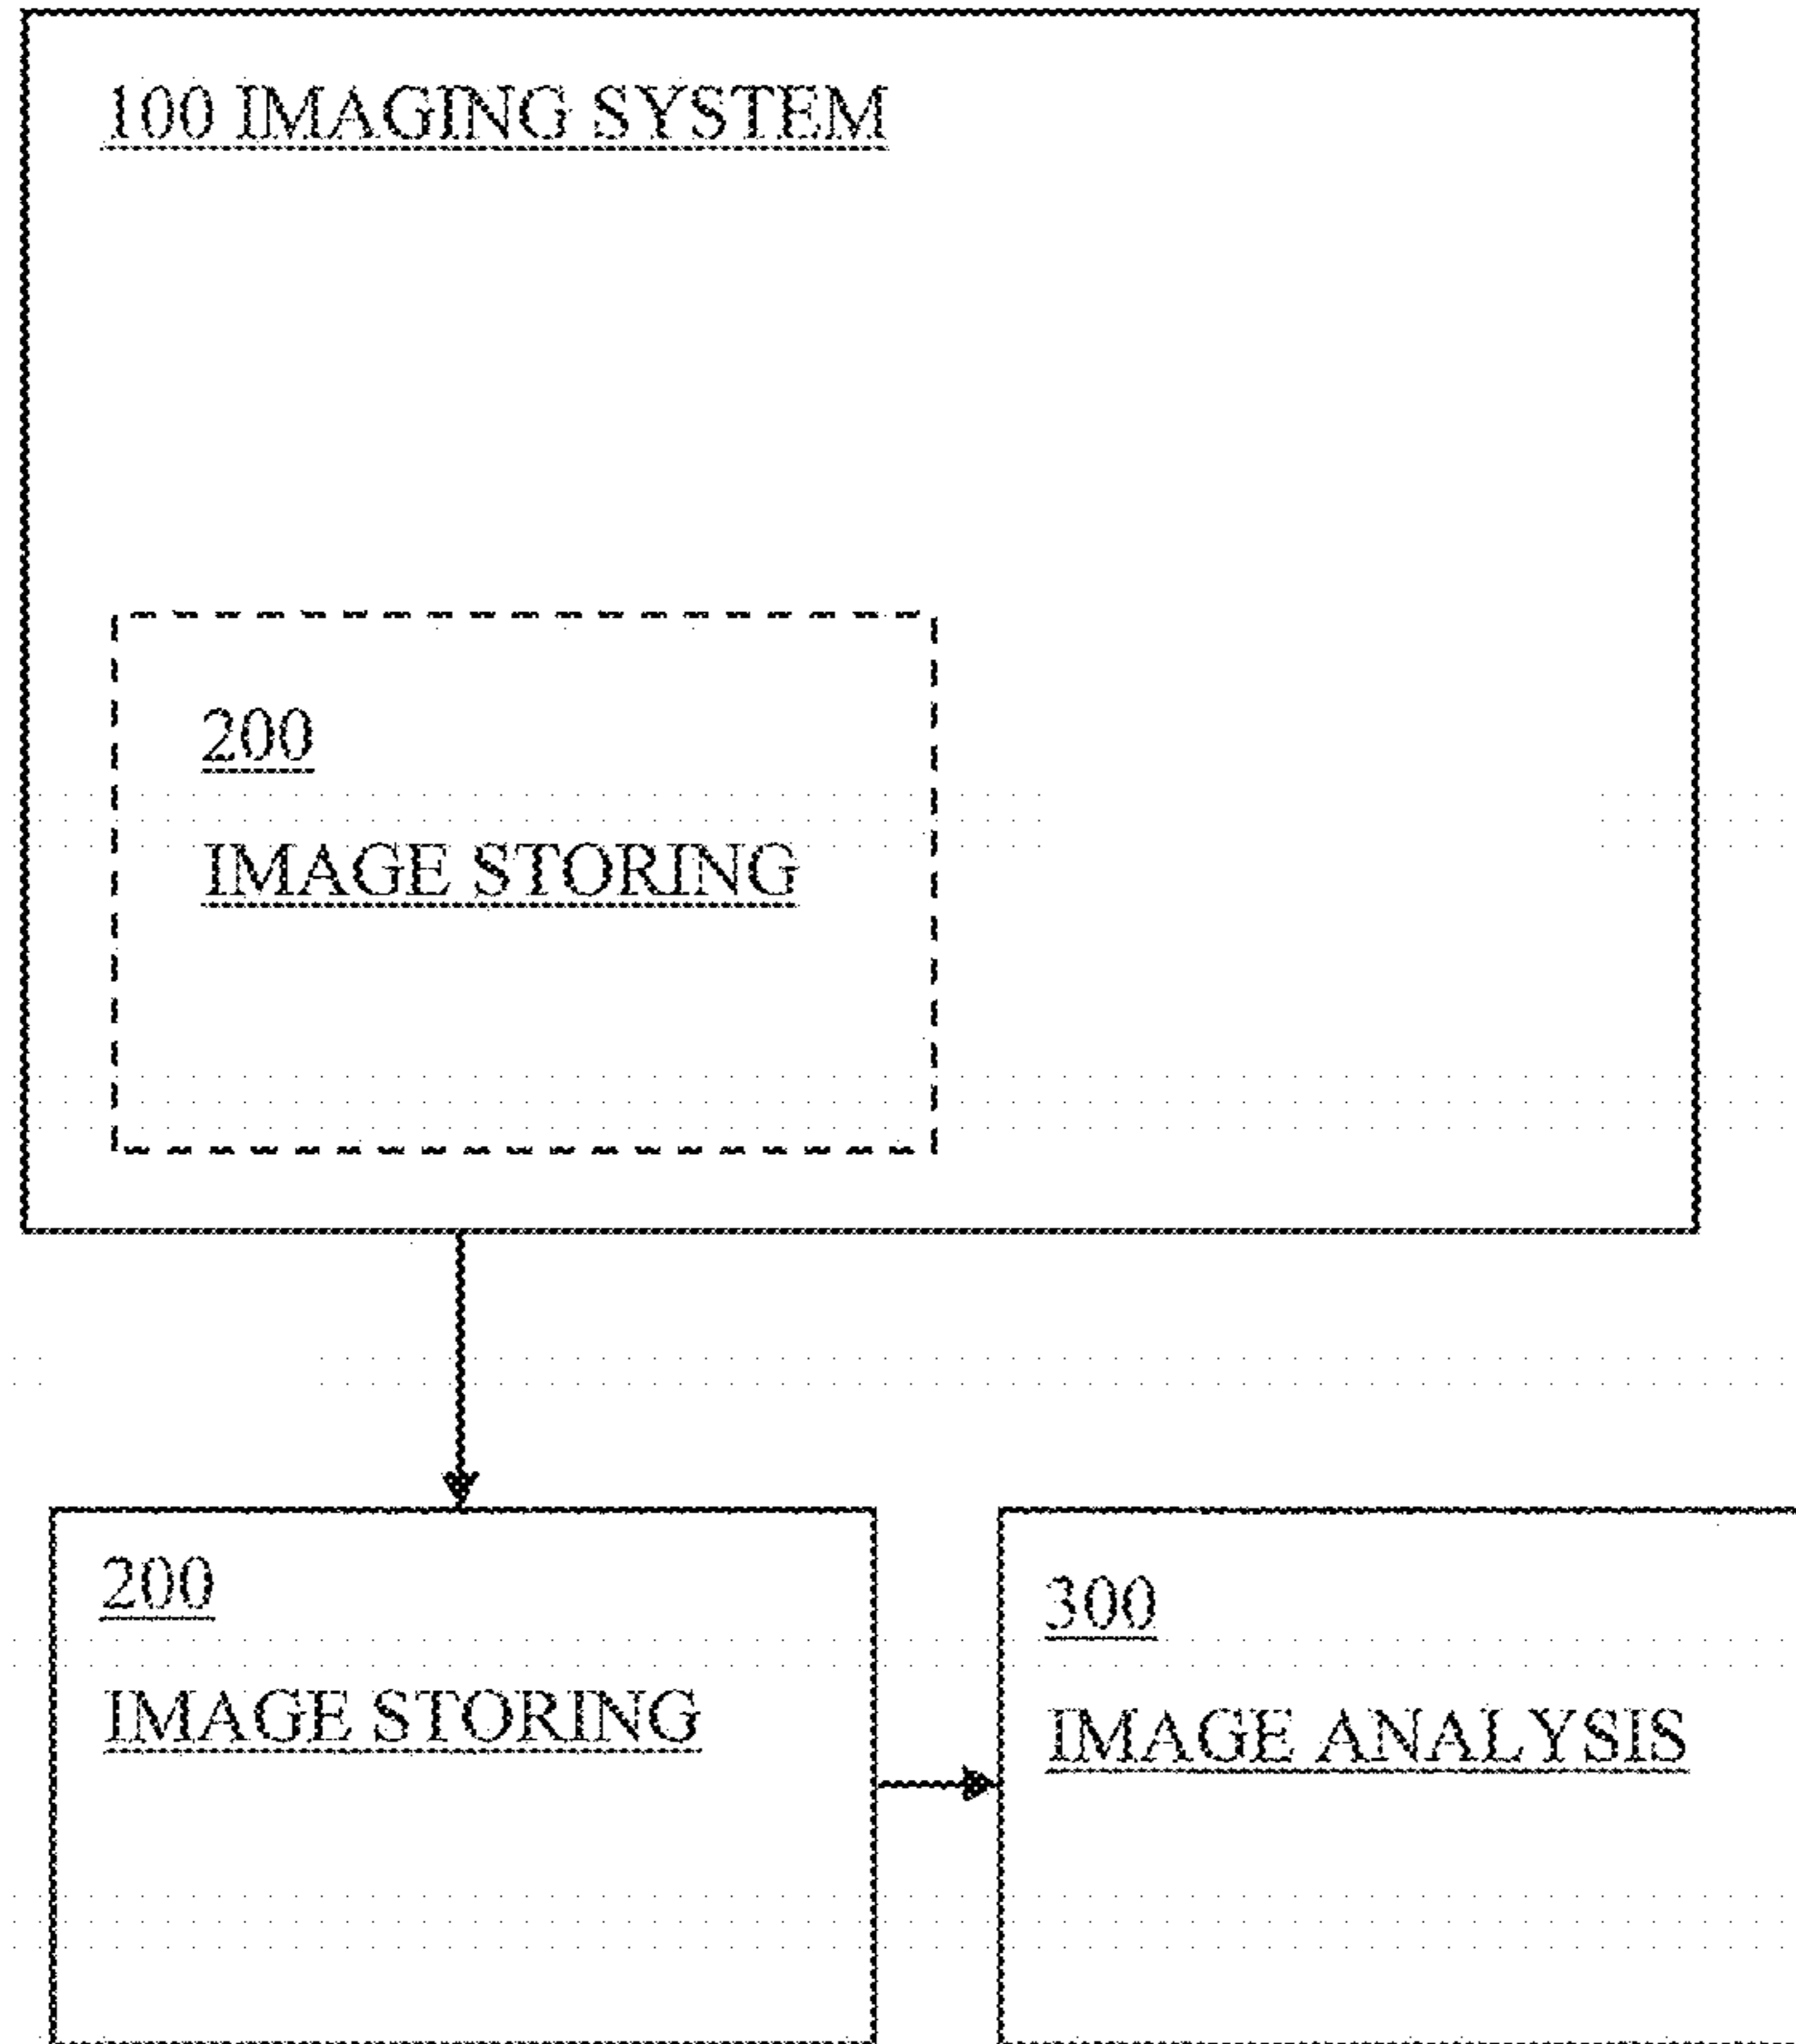 100 IMAGING SYSTEM
200
IMAGE STORING
200
IMAGE STORING
300
IMAGE ANALYSIS